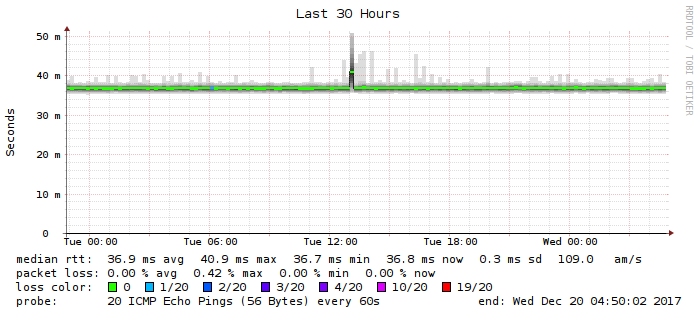 Last 30 Hours
RRDTOOL / TOBI OETIKER
Seconds
50 m
40 m
30 m
20 m
10 m
0
Tue 00:00 Tue 06:00 Tue 12:00 Tue 18:00 Wed 00:00
median rtt: 36.9 ms avg 40.9 ms max 36.7 ms min 36.8 ms now 0.3 ms sd 109.0 am/s
packet loss: 0.00 % avg 0.42 % max 0.00 % min 0.00 % now
loss color: 0 1/20 2/20 3/20 4/20 10/20 19/20
probe: 20 ICMP Echo Pings (56 Bytes) every 60s end: Wed Dec 20 04:50:02 2017